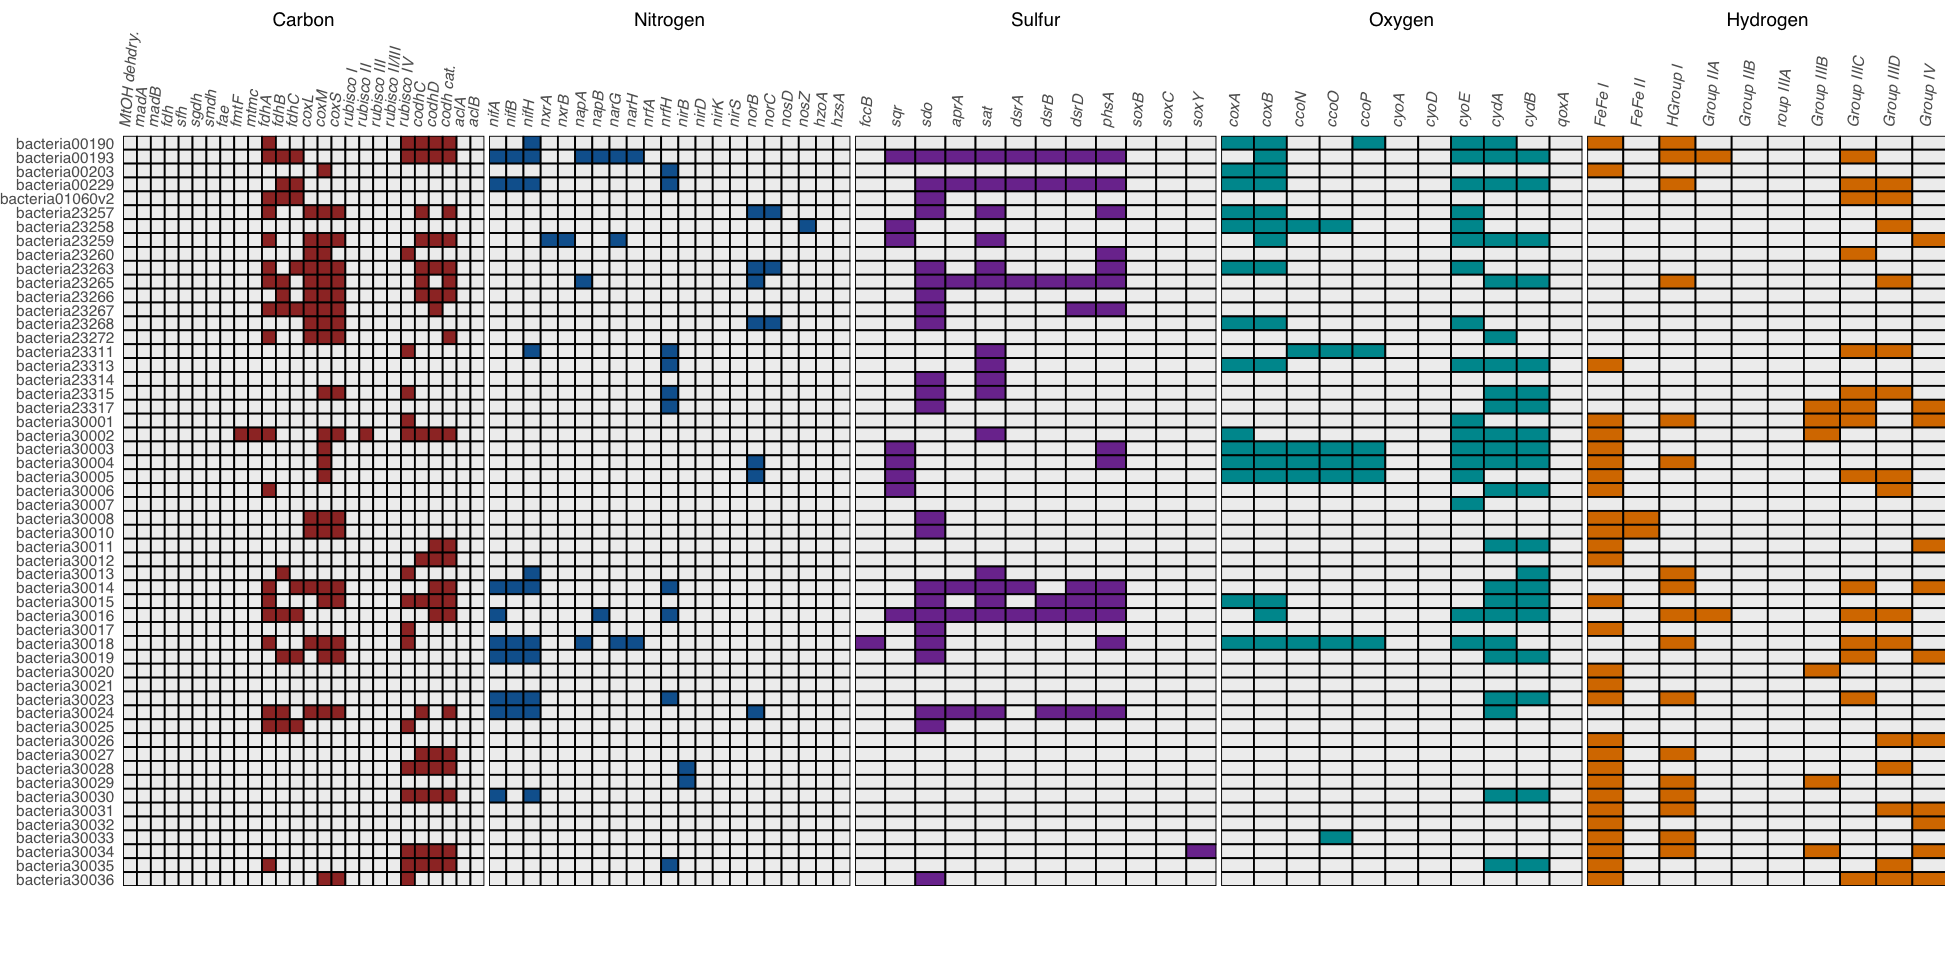 Carbon
Nitrogen
Sulfur
Oxygen
Hydrogen
MtOH dehdry.
madA
madB
fdh
sfh
sgdh
smdh
fae
fmtF
mtmc
fdhA
fdhB
fdhC
coxL
coxM
coxS
rubisco I
rubisco II
rubisco III
rubisco II/III
rubisco IV
codhC
codhD
codh cat.
aclA
aclB
nifA
nifB
nifH
nxrA
nxrB
napA
napB
narG
narH
nrfA
nrfH
nirB
nirD
nirK
nirS
norB
norC
nosD
nosZ
hzoA
hzsA
fccB
sqr
sdo
aprA
sat
dsrA
dsrB
dsrD
phsA
soxB
soxC
soxY
coxA
coxB
ccoN
ccoO
ccoP
cyoA
cyoD
cyoE
cydA
cydB
qoxA
FeFe I
FeFe II
HGroup I
Group IIA
Group IIB
roup IIIA
Group IIIB
Group IIIC
Group IIID
Group IV
bacteria00190
bacteria00193
bacteria00203
bacteria00229
bacteria01060v2
bacteria23257
bacteria23258
bacteria23259
bacteria23260
bacteria23263
bacteria23265
bacteria23266
bacteria23267
bacteria23268
bacteria23272
bacteria23311
bacteria23313
bacteria23314
bacteria23315
bacteria23317
bacteria30001
bacteria30002
bacteria30003
bacteria30004
bacteria30005
bacteria30006
bacteria30007
bacteria30008
bacteria30010
bacteria30011
bacteria30012
bacteria30013
bacteria30014
bacteria30015
bacteria30016
bacteria30017
bacteria30018
bacteria30019
bacteria30020
bacteria30021
bacteria30023
bacteria30024
bacteria30025
bacteria30026
bacteria30027
bacteria30028
bacteria30029
bacteria30030
bacteria30031
bacteria30032
bacteria30033
bacteria30034
bacteria30035
bacteria30036